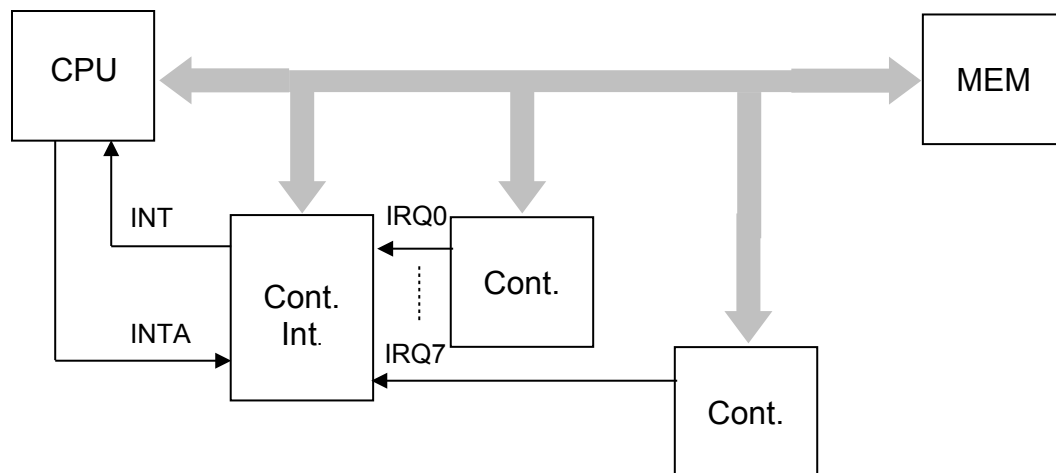 CPU
MEM
INT
IRQ0
Cont.
Int.
Cont.
INTA
IRQ7
Cont.